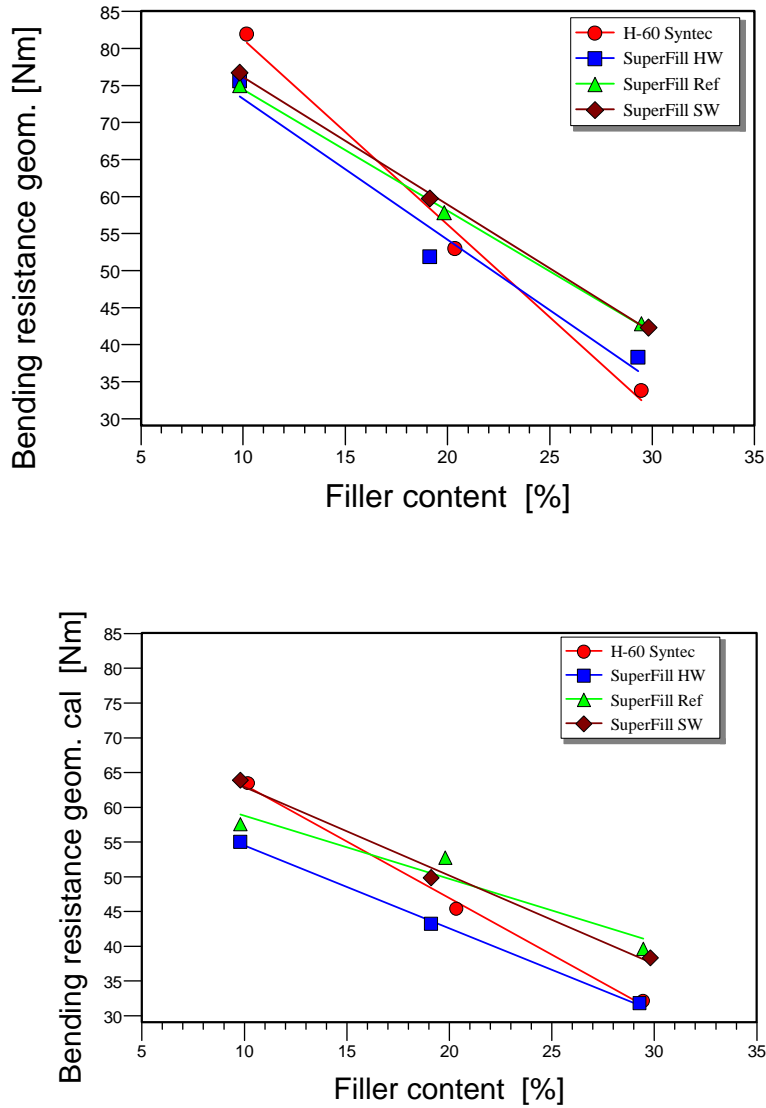 Bending resistance geom. [Nm]
85
80
75
70
65
60
55
50
45
40
35
30
H-60 Syntec
SuperFill HW
SuperFill Ref
SuperFill SW
5 10 15 20 25 30 35
Filler content [%]
Bending resistance geom. cal [Nm]
85
80
75
70
65
60
55
50
45
40
35
30
H-60 Syntec
SuperFill HW
SuperFill Ref
SuperFill SW
5 10 15 20 25 30 35
Filler content [%]